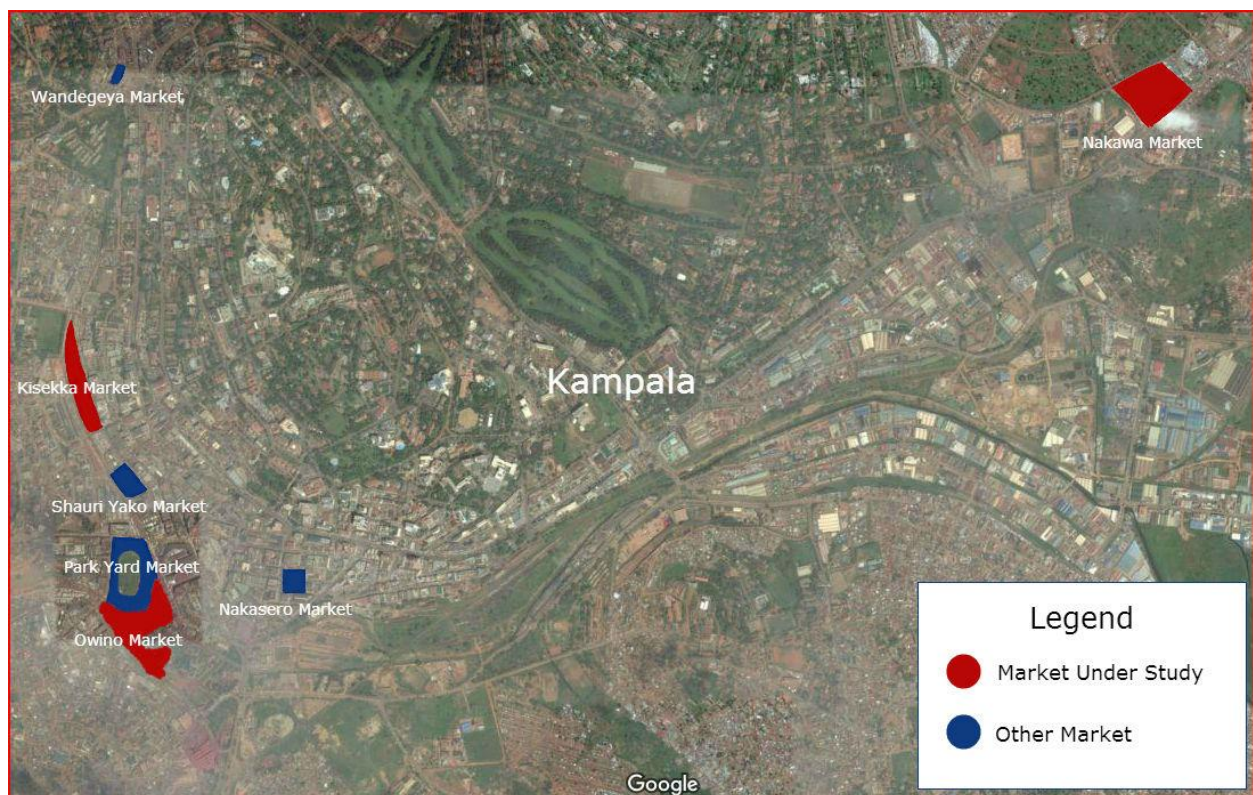 Wandegeya Market
Nakawa Market
Kisekka Market
Kampala
Shauri Yako Market
Park Yard Market
Nakasero Market
Owino Market
Legend
Market Under Study
Other Market
Google